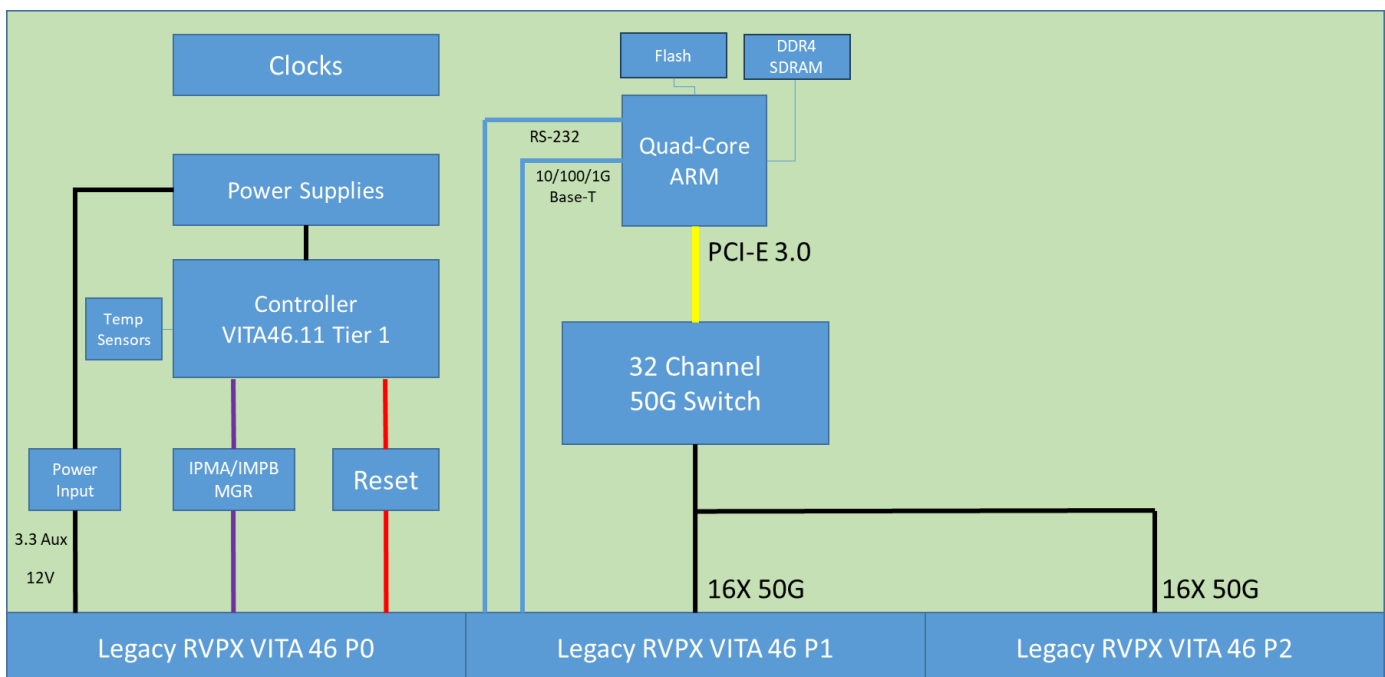 Clocks
Flash
DDR4
SDRAM
RS-232
Quad-Core
ARM
10/100/1G
Base-T
Power Supplies
PCI-E 3.0
Controller
VITA46.11 Tier 1
Temp
Sensors
32 Channel
50G Switch
Power
Input
IPMA/IMPB
MGR
Reset
3.3 Aux
12V
16X 50G
16X 50G
Legacy RVPX VITA 46 P0
Legacy RVPX VITA 46 P1
Legacy RVPX VITA 46 P2